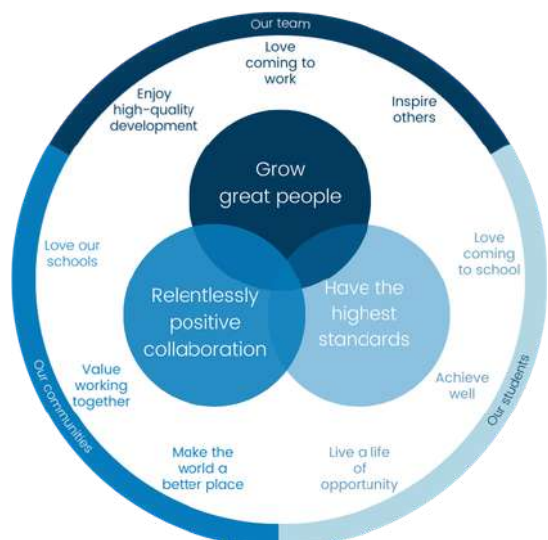 Our team
Love
coming to
work
Enjoy
high-quality
development
Inspire
others
Grow
great people
Love our
schools
Love
coming
to school
Relentlessly
positive
collaboration
Have the
highest
standards
Value
working
together
Achieve
well
Our communities
Our students
Make the
world a
better place
Live a life
of
opportunity